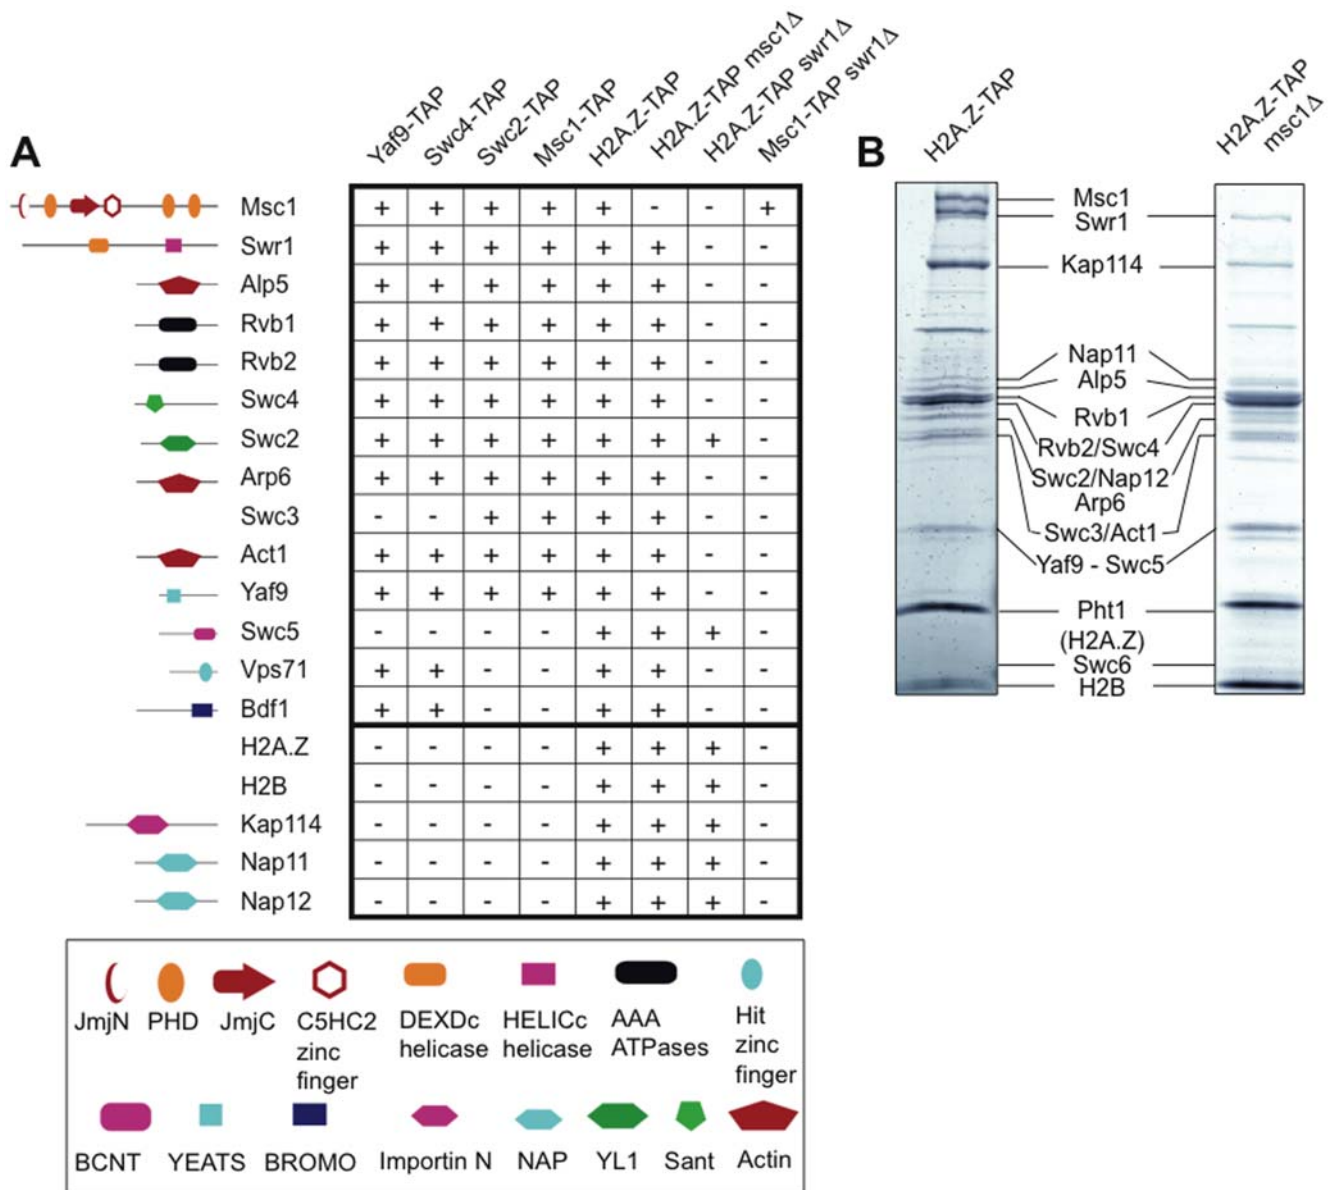 A
Yaf9-TAP
Swc4-TAP
Swc2-TAP
Msc1-TAP
H2A.Z-TAP
H2A.Z-TAP msc1Δ
H2A.Z-TAP swr1Δ
Msc1-TAP swr1Δ
Msc1 + + + + + - - +
Swr1 + + + + + + - -
Alp5 + + + + + + - -
Rvb1 + + + + + + - -
Rvb2 + + + + + + - -
Swc4 + + + + + + - -
Swc2 + + + + + + + -
Arp6 + + + + + + - -
Swc3 - - + + + + - -
Act1 + + + + + + - -
Yaf9 + + + + + + - -
Swc5 - - - - + + + -
Vps71 + + - - + + - -
Bdf1 + + - - + + - -
H2A.Z - - - - + + + -
H2B - - - - + + + -
Kap114 - - - - + + + -
Nap11 - - - - + + + -
Nap12 - - - - + + + -
JmjN PHD JmjC C5HC2 DEXDc HELICc AAA Hit
zinc helicase helicase ATPases zinc
finger finger
BCNT YEATS BROMO Importin N NAP YL1 Sant Actin
B
H2A.Z-TAP
H2A.Z-TAP
msc1Δ
Msc1
Swr1
Kap114
Nap11
Alp5
Rvb1
Rvb2/Swc4
Swc2/Nap12
Arp6
Swc3/Act1
Yaf9 - Swc5
Pht1
(H2A.Z)
Swc6
H2B